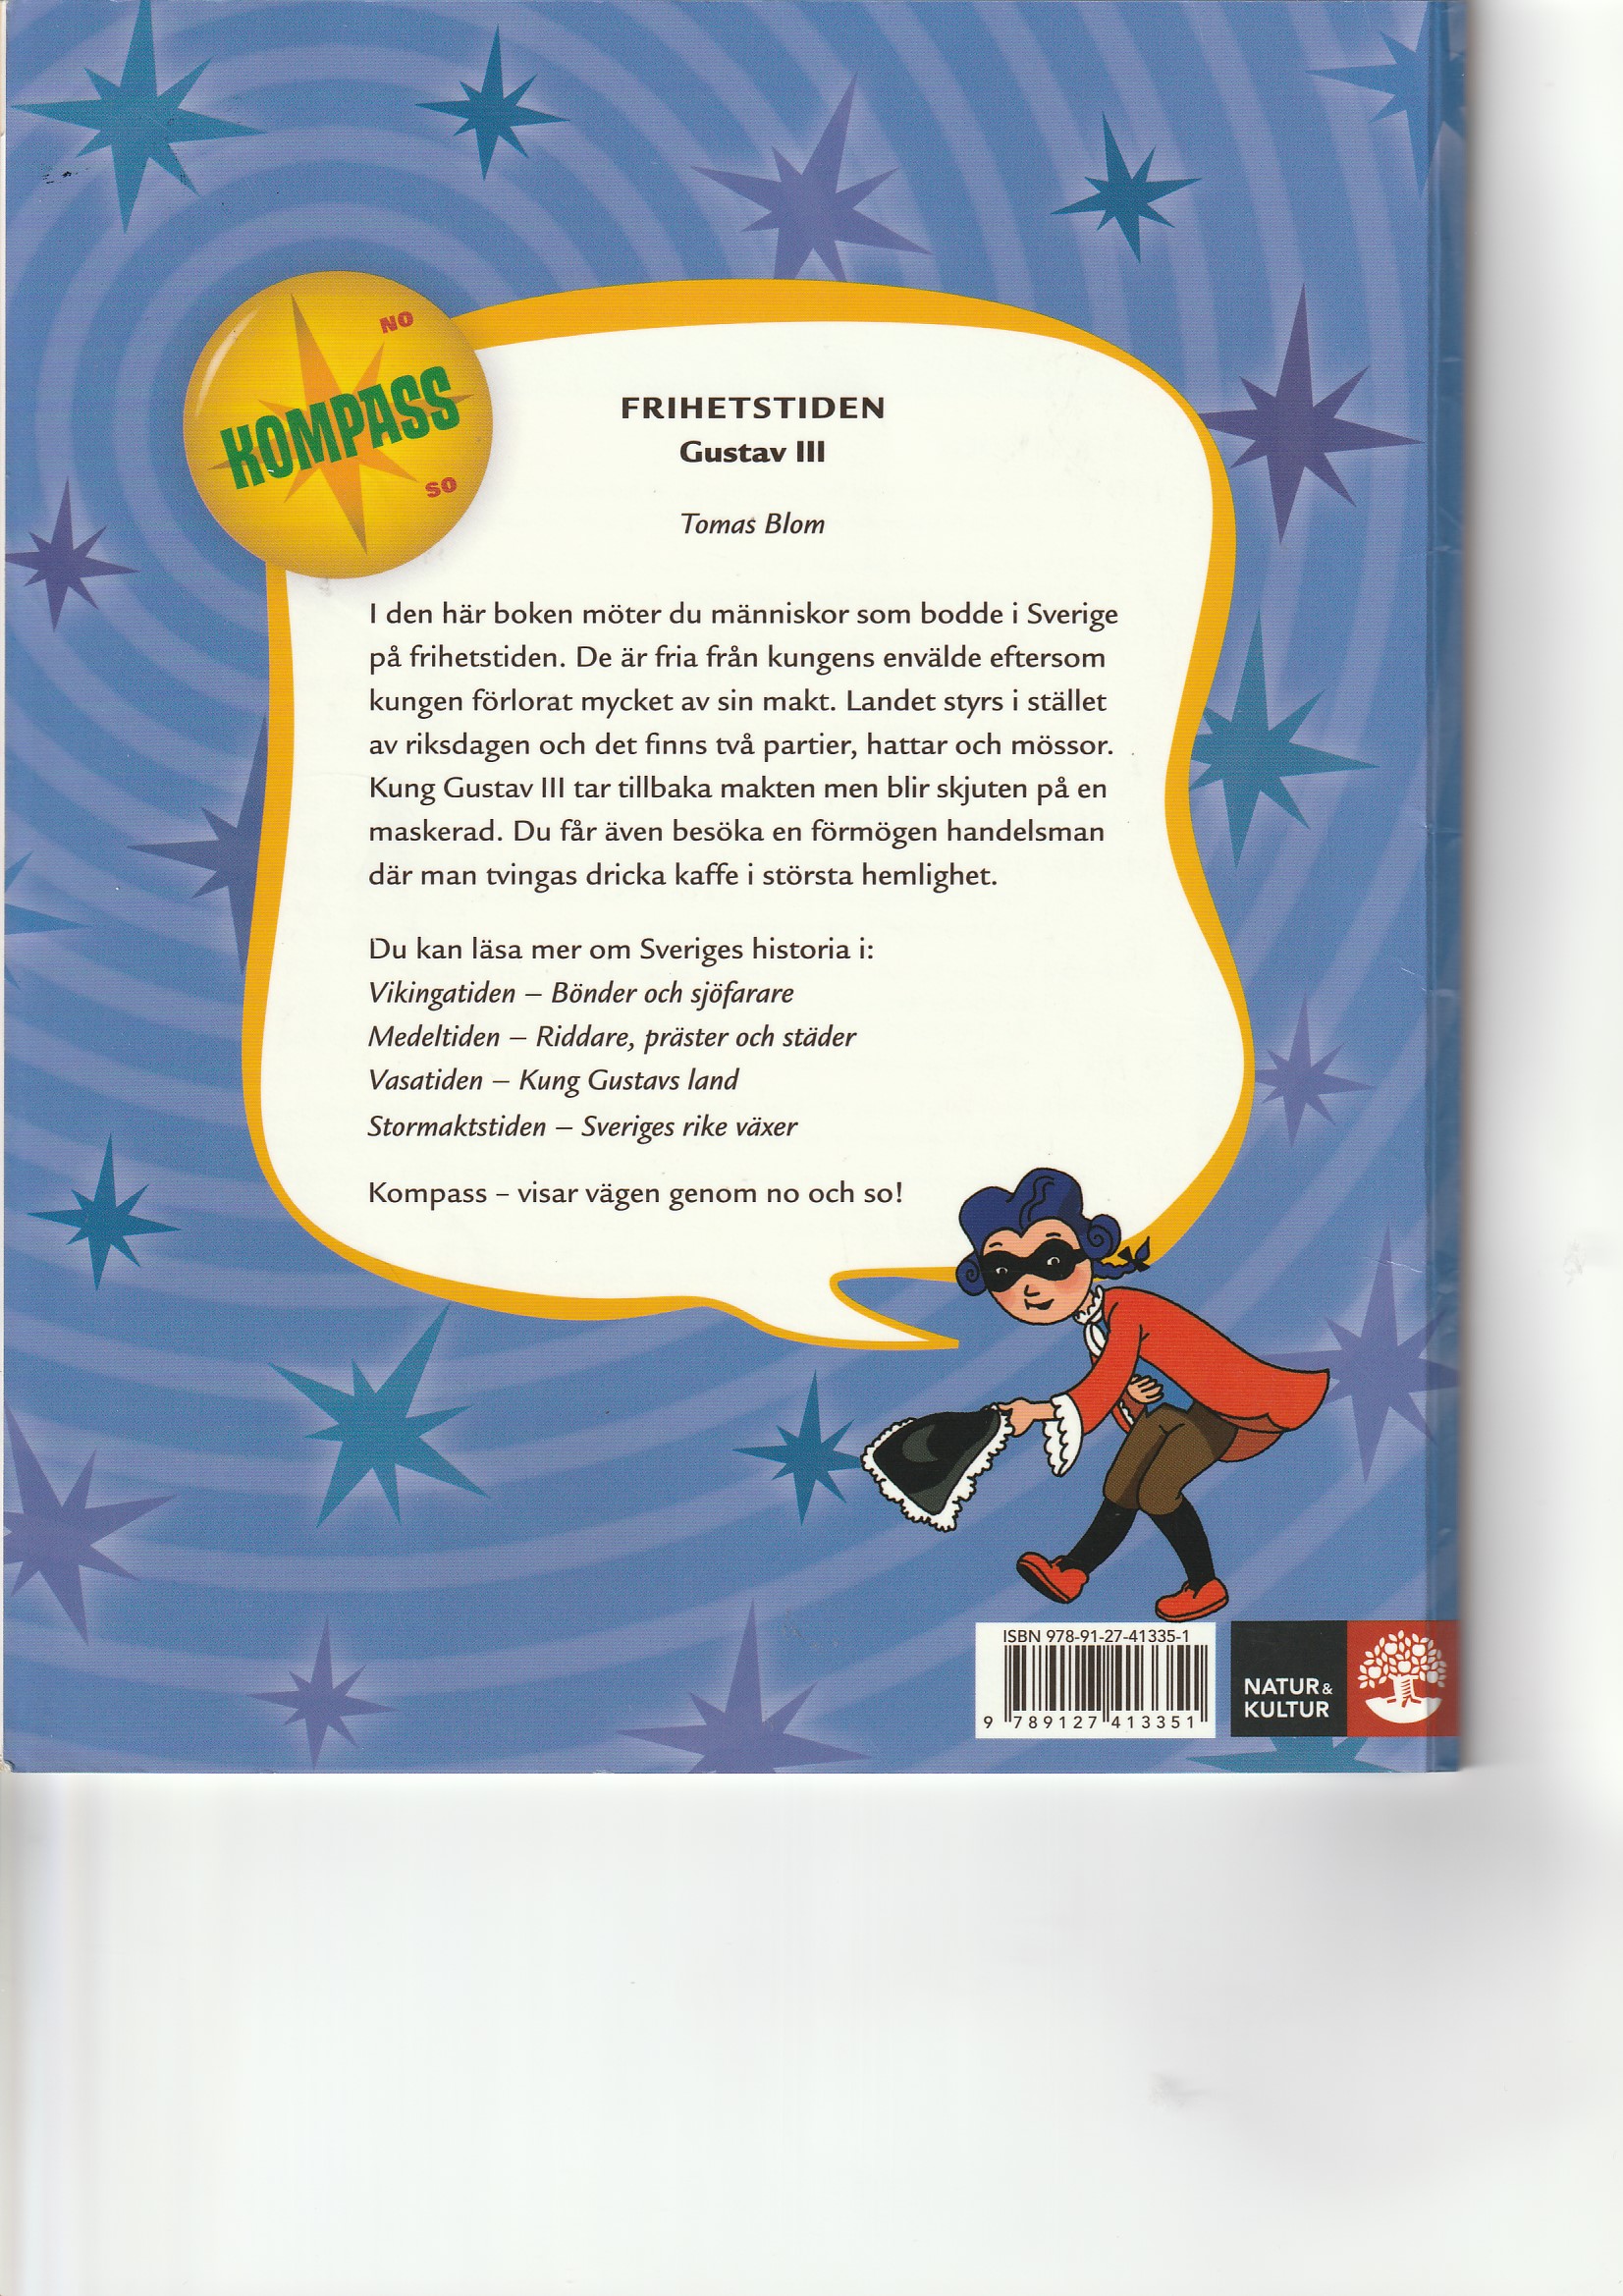 NO
KOMPASS
SO
FRIHETSTIDEN
Gustav III
Tomas Blom
I den här boken möter du människor som bodde i Sverige
på frihetstiden. De är fria från kungens envälde eftersom
kungen förlorat mycket av sin makt. Landet styrs i stället
av riksdagen och det finns två partier, hattar och mössor.
Kung Gustav III tar tillbaka makten men blir skjuten på en
maskerad. Du får även besöka en förmögen handelsman
där man tvingas dricka kaffe i största hemlighet.
Du kan läsa mer om Sveriges historia i:
Vikingatiden – Bönder och sjöfarare
Medeltiden – Riddare, präster och städer
Vasatiden – Kung Gustavs land
Stormaktstiden – Sveriges rike växer
Kompass – visar vägen genom no och so!
ISBN 978-91-27-41335-1
9 789127 413351
NATUR &
KULTUR